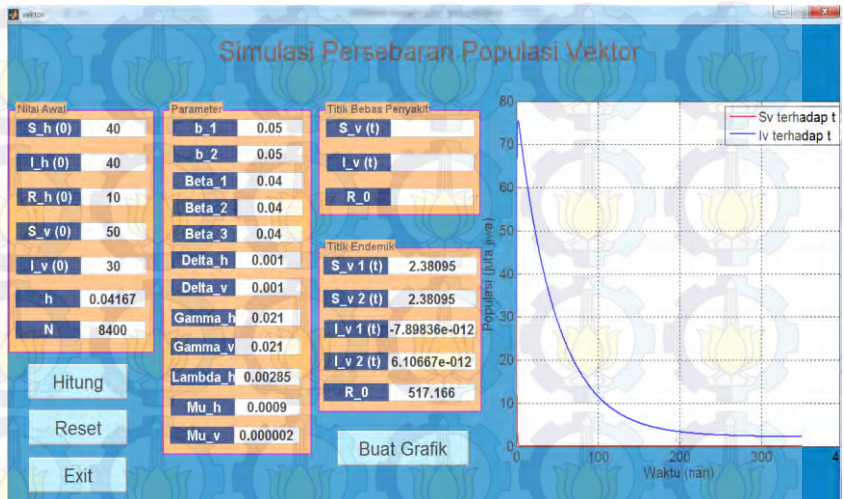 vektor
Simulasi Persebaran Populasi Vektor
Nilai Awal
S_h (0) 40
I_h (0) 40
R_h (0) 10
S_v (0) 50
I_v (0) 30
h 0.04167
N 8400
Hitung
Reset
Exit
Parameter
b_1 0.05
b_2 0.05
Beta_1 0.04
Beta_2 0.04
Beta_3 0.04
Delta_h 0.001
Delta_v 0.001
Gamma_h 0.021
Gamma_v 0.021
Lambda_h 0.00285
Mu_h 0.0009
Mu_v 0.000002
Titik Bebas Penyakit
S_v (t)
I_v (t)
R_0
Titik Endemik
S_v 1 (t) 2.38095
S_v 2 (t) 2.38095
I_v 1 (t) -7.89836e-012
I_v 2 (t) 6.10667e-012
R_0 517.166
Buat Grafik
Sv terhadap t
Iv terhadap t
Populasi (juta jiwa)
80
70
60
50
40
30
20
10
0
0 100 200 300 4
Waktu (hari)